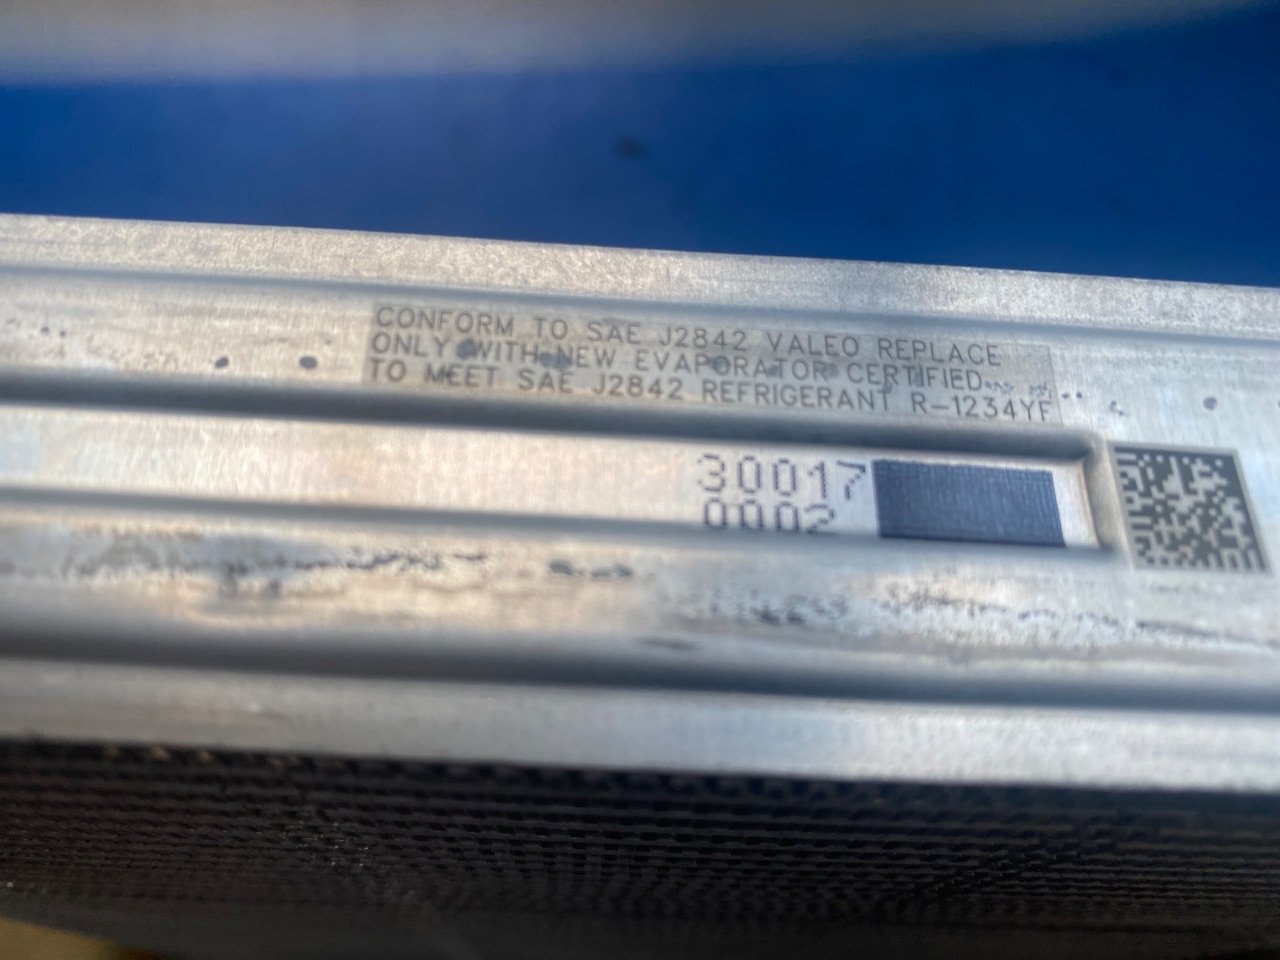 CONFORM TO SAE J2842 VALEO REPLACE
ONLY WITH NEW EVAPORATOR CERTIFIED
TO MEET SAE J2842 REFRIGERANT R-1234YF
30017
0002